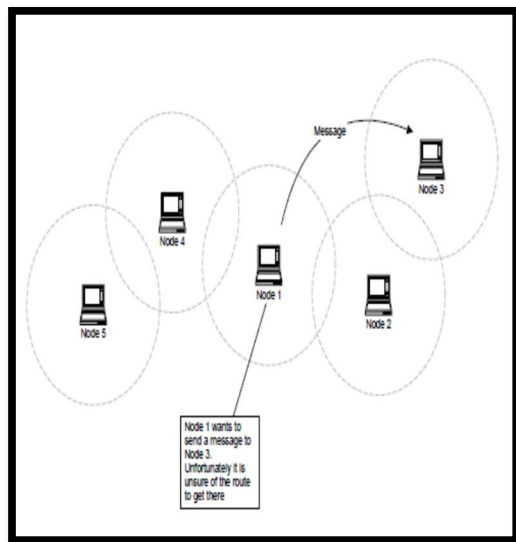 Message
Node 3
Node 4
Node 1
Node 2
Node 5
Node 1 wants to
send a message to
Node 3.
Unfortunately it is
unsure of the route
to get there